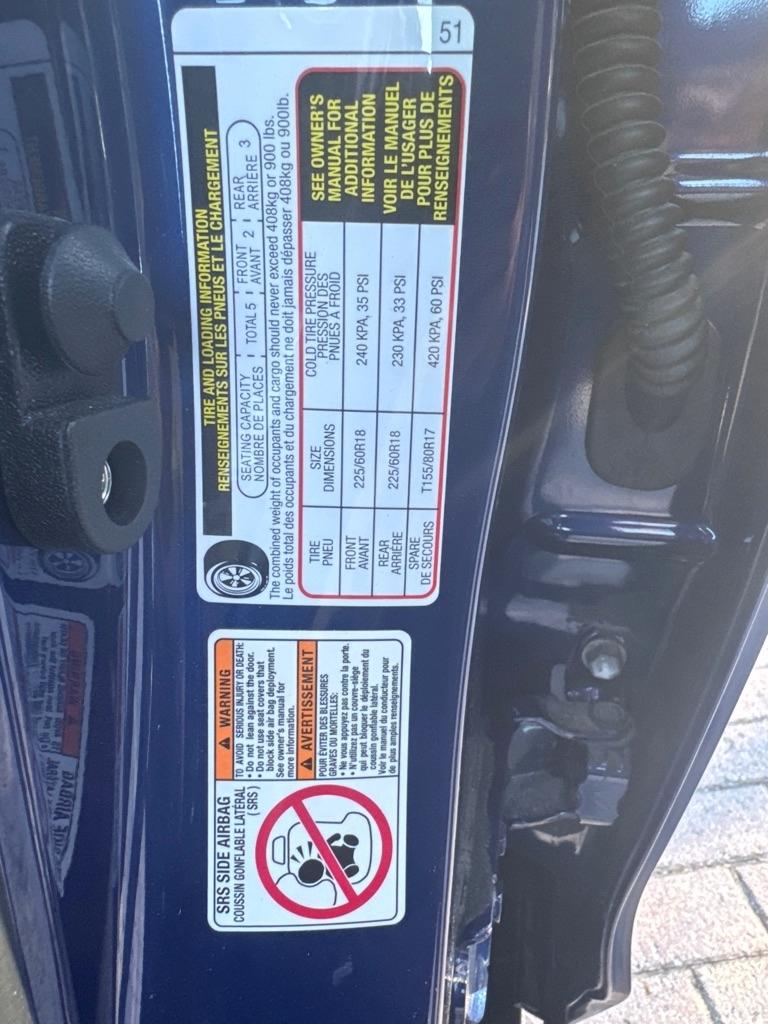 51
TIRE AND LOADING INFORMATION
RENSEIGNEMENTS SUR LES PNEUS ET LE CHARGEMENT
SEATING CAPACITY TOTAL 5 FRONT 2 REAR 3
NOMBRE DE PLACES AVANT ARRIÈRE
The combined weight of occupants and cargo should never exceed 408kg or 900 lbs.
Le poids total des occupants et du chargement ne doit jamais dépasser 408kg ou 900lb.
TIRE
PNEU
SIZE
DIMENSIONS
COLD TIRE PRESSURE
PRESSION DES
PNUES À FROID
FRONT
AVANT
225/60R18
240 KPA, 35 PSI
REAR
ARRIÈRE
225/60R18
230 KPA, 33 PSI
SPARE
DE SECOURS
T155/80R17
420 KPA, 60 PSI
SEE OWNER'S
MANUAL FOR
ADDITIONAL
INFORMATION
VOIR LE MANUEL
DE L'USAGER
POUR PLUS DE
RENSEIGNEMENTS
SRS SIDE AIRBAG
COUSSIN GONFLABLE LATÉRAL
(SRS)
WARNING
TO AVOID SERIOUS INJURY OR DEATH:
• Do not lean against the door.
• Do not use seat covers that
block side air bag deployment.
See owner's manual for
more information.
AVERTISSEMENT
POUR ÉVITER DES BLESSURES
GRAVES OU MORTELLES:
• Ne vous appuyez pas contre la porte.
• N'utilisez pas un couvre-siège
qui peut bloquer le déploiement du
coussin gonflable latéral.
Voir le manuel du conducteur pour
de plus amples renseignements.